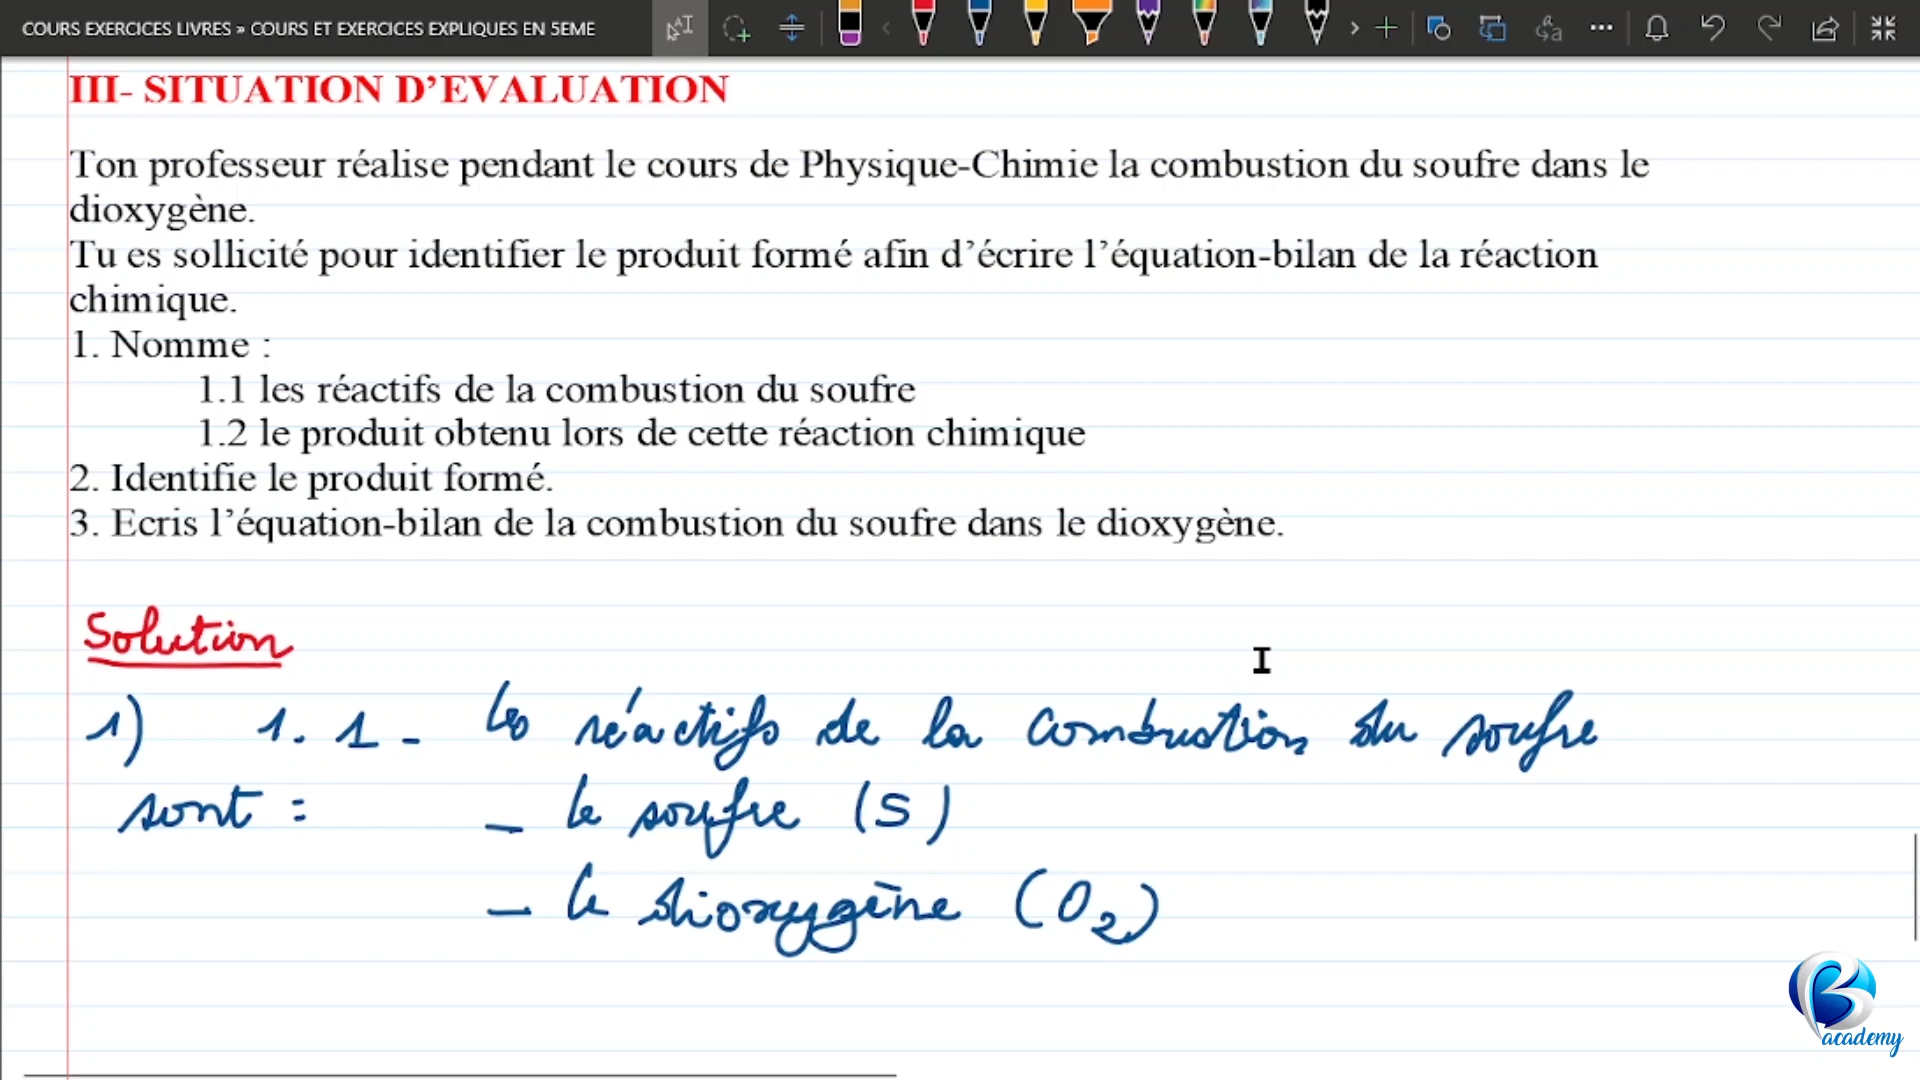 COURS EXERCICES LIVRES » COURS ET EXERCICES EXPLIQUES EN 5EME
III- SITUATION D’EVALUATION
Ton professeur réalise pendant le cours de Physique-Chimie la combustion du soufre dans le
dioxygène.
Tu es sollicité pour identifier le produit formé afin d’écrire l’équation-bilan de la réaction
chimique.
1. Nomme :
1.1 les réactifs de la combustion du soufre
1.2 le produit obtenu lors de cette réaction chimique
2. Identifie le produit formé.
3. Ecris l’équation-bilan de la combustion du soufre dans le dioxygène.
Solution
1) 1.1- les réactifs de la combustion du soufre
sont :  - le soufre (S)
- le dioxygène (O₂)
B academy